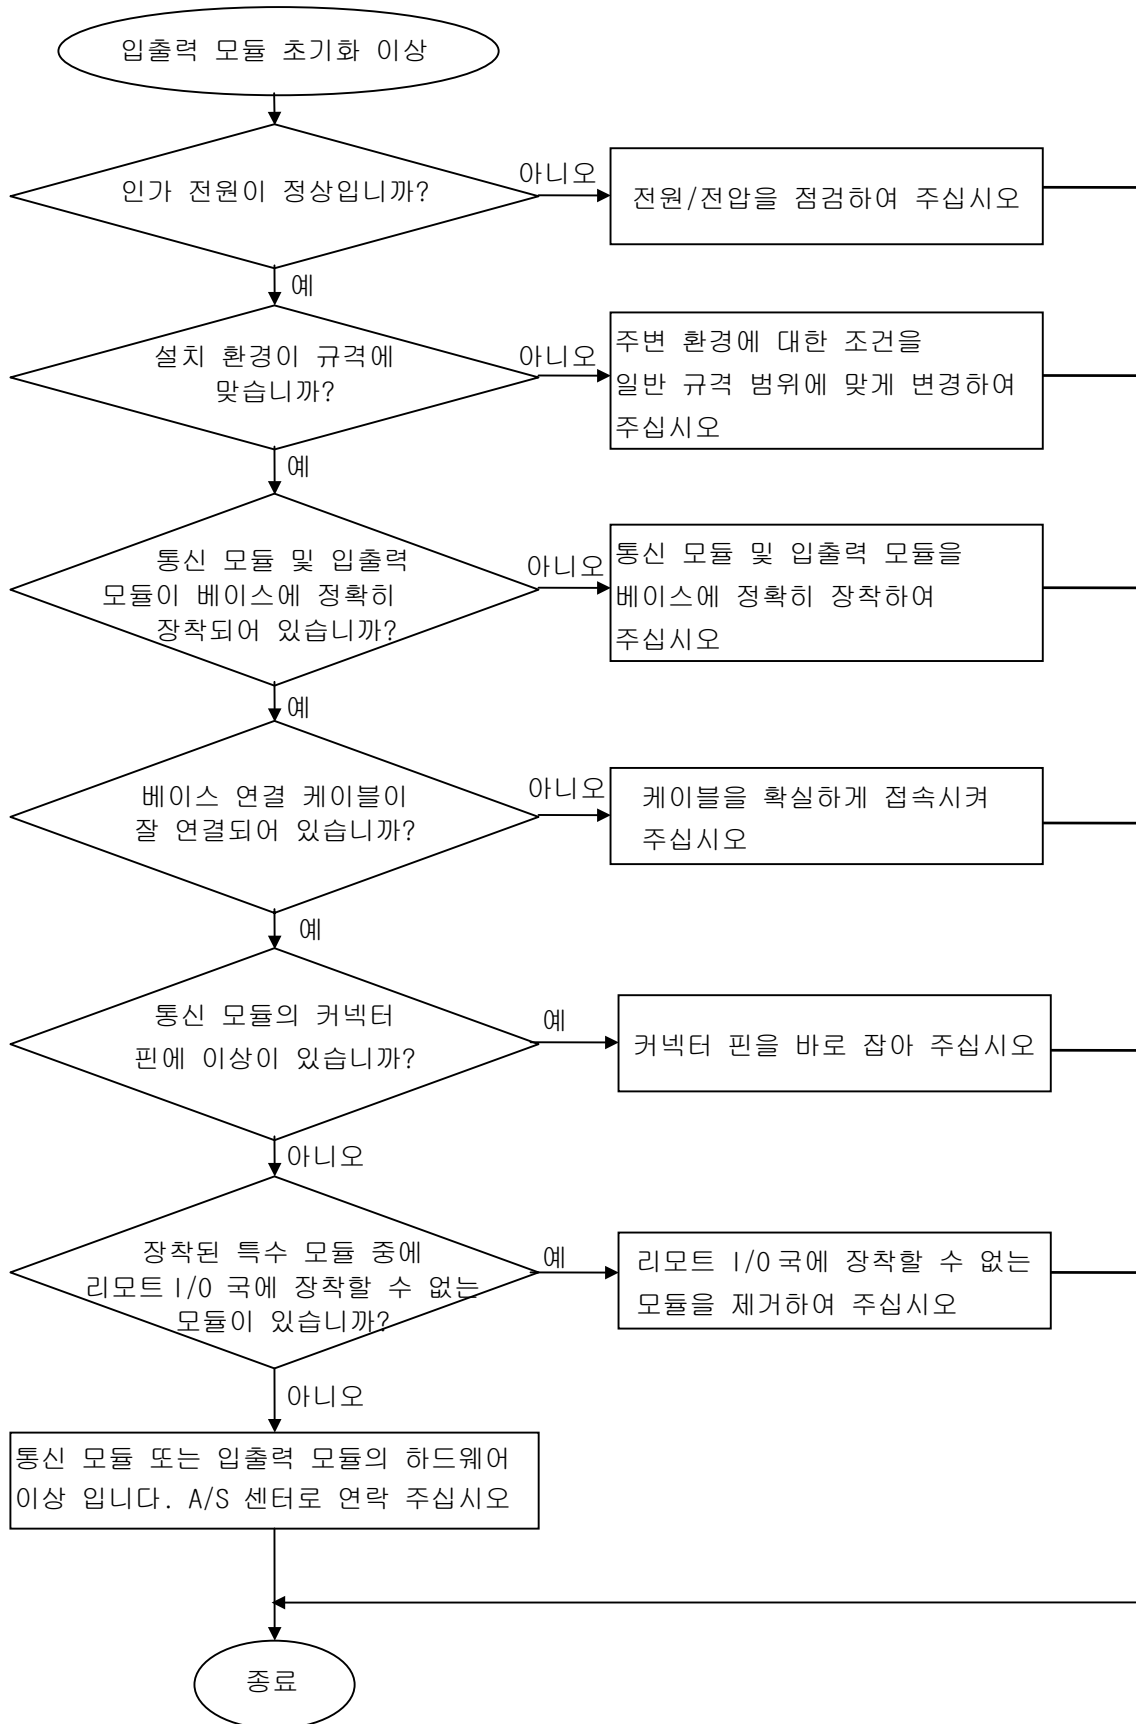 입출력 모듈 초기화 이상
인가 전원이 정상입니까?
아니오
전원/전압을 점검하여 주십시오
예
설치 환경이 규격에
맞습니까?
아니오
주변 환경에 대한 조건을
일반 규격 범위에 맞게 변경하여
주십시오
예
통신 모듈 및 입출력
모듈이 베이스에 정확히
장착되어 있습니까?
아니오
통신 모듈 및 입출력 모듈을
베이스에 정확히 장착하여
주십시오
예
베이스 연결 케이블이
잘 연결되어 있습니까?
아니오
케이블을 확실하게 접속시켜
주십시오
예
통신 모듈의 커넥터
핀에 이상이 있습니까?
예
커넥터 핀을 바로 잡아 주십시오
아니오
장착된 특수 모듈 중에
리모트 I/O 국에 장착할 수 없는
모듈이 있습니까?
예
리모트 I/O 국에 장착할 수 없는
모듈을 제거하여 주십시오
아니오
통신 모듈 또는 입출력 모듈의 하드웨어
이상 입니다. A/S 센터로 연락 주십시오
종료